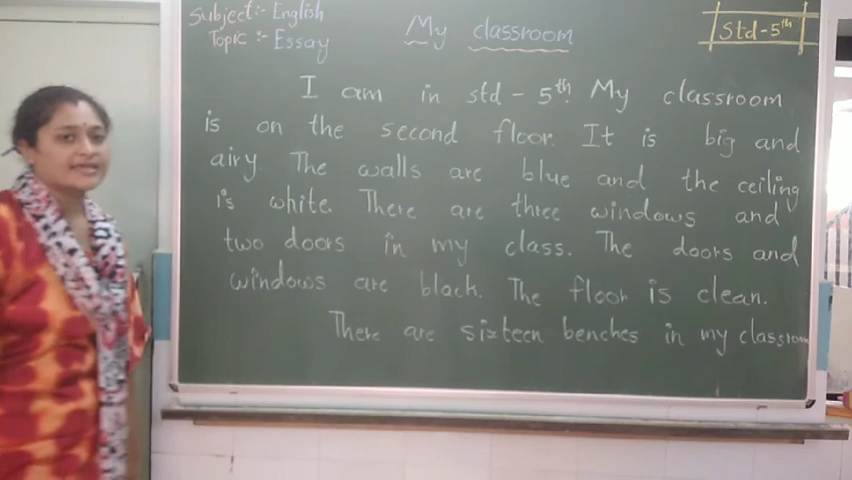 Subject:- English
Topic :- Essay
My classroom
Std-5th
I am in std - 5th. My classroom
is on the second floor. It is big and
airy. The walls are blue and the ceiling
is white. There are three windows and
two doors in my class. The doors and
windows are black. The floor is clean.
There are sixteen benches in my classroom